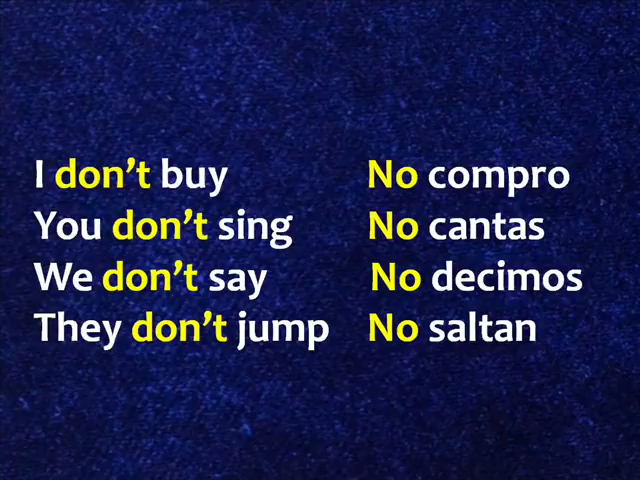 I don't buy No compro
You don't sing No cantas
We don't say No decimos
They don't jump No saltan